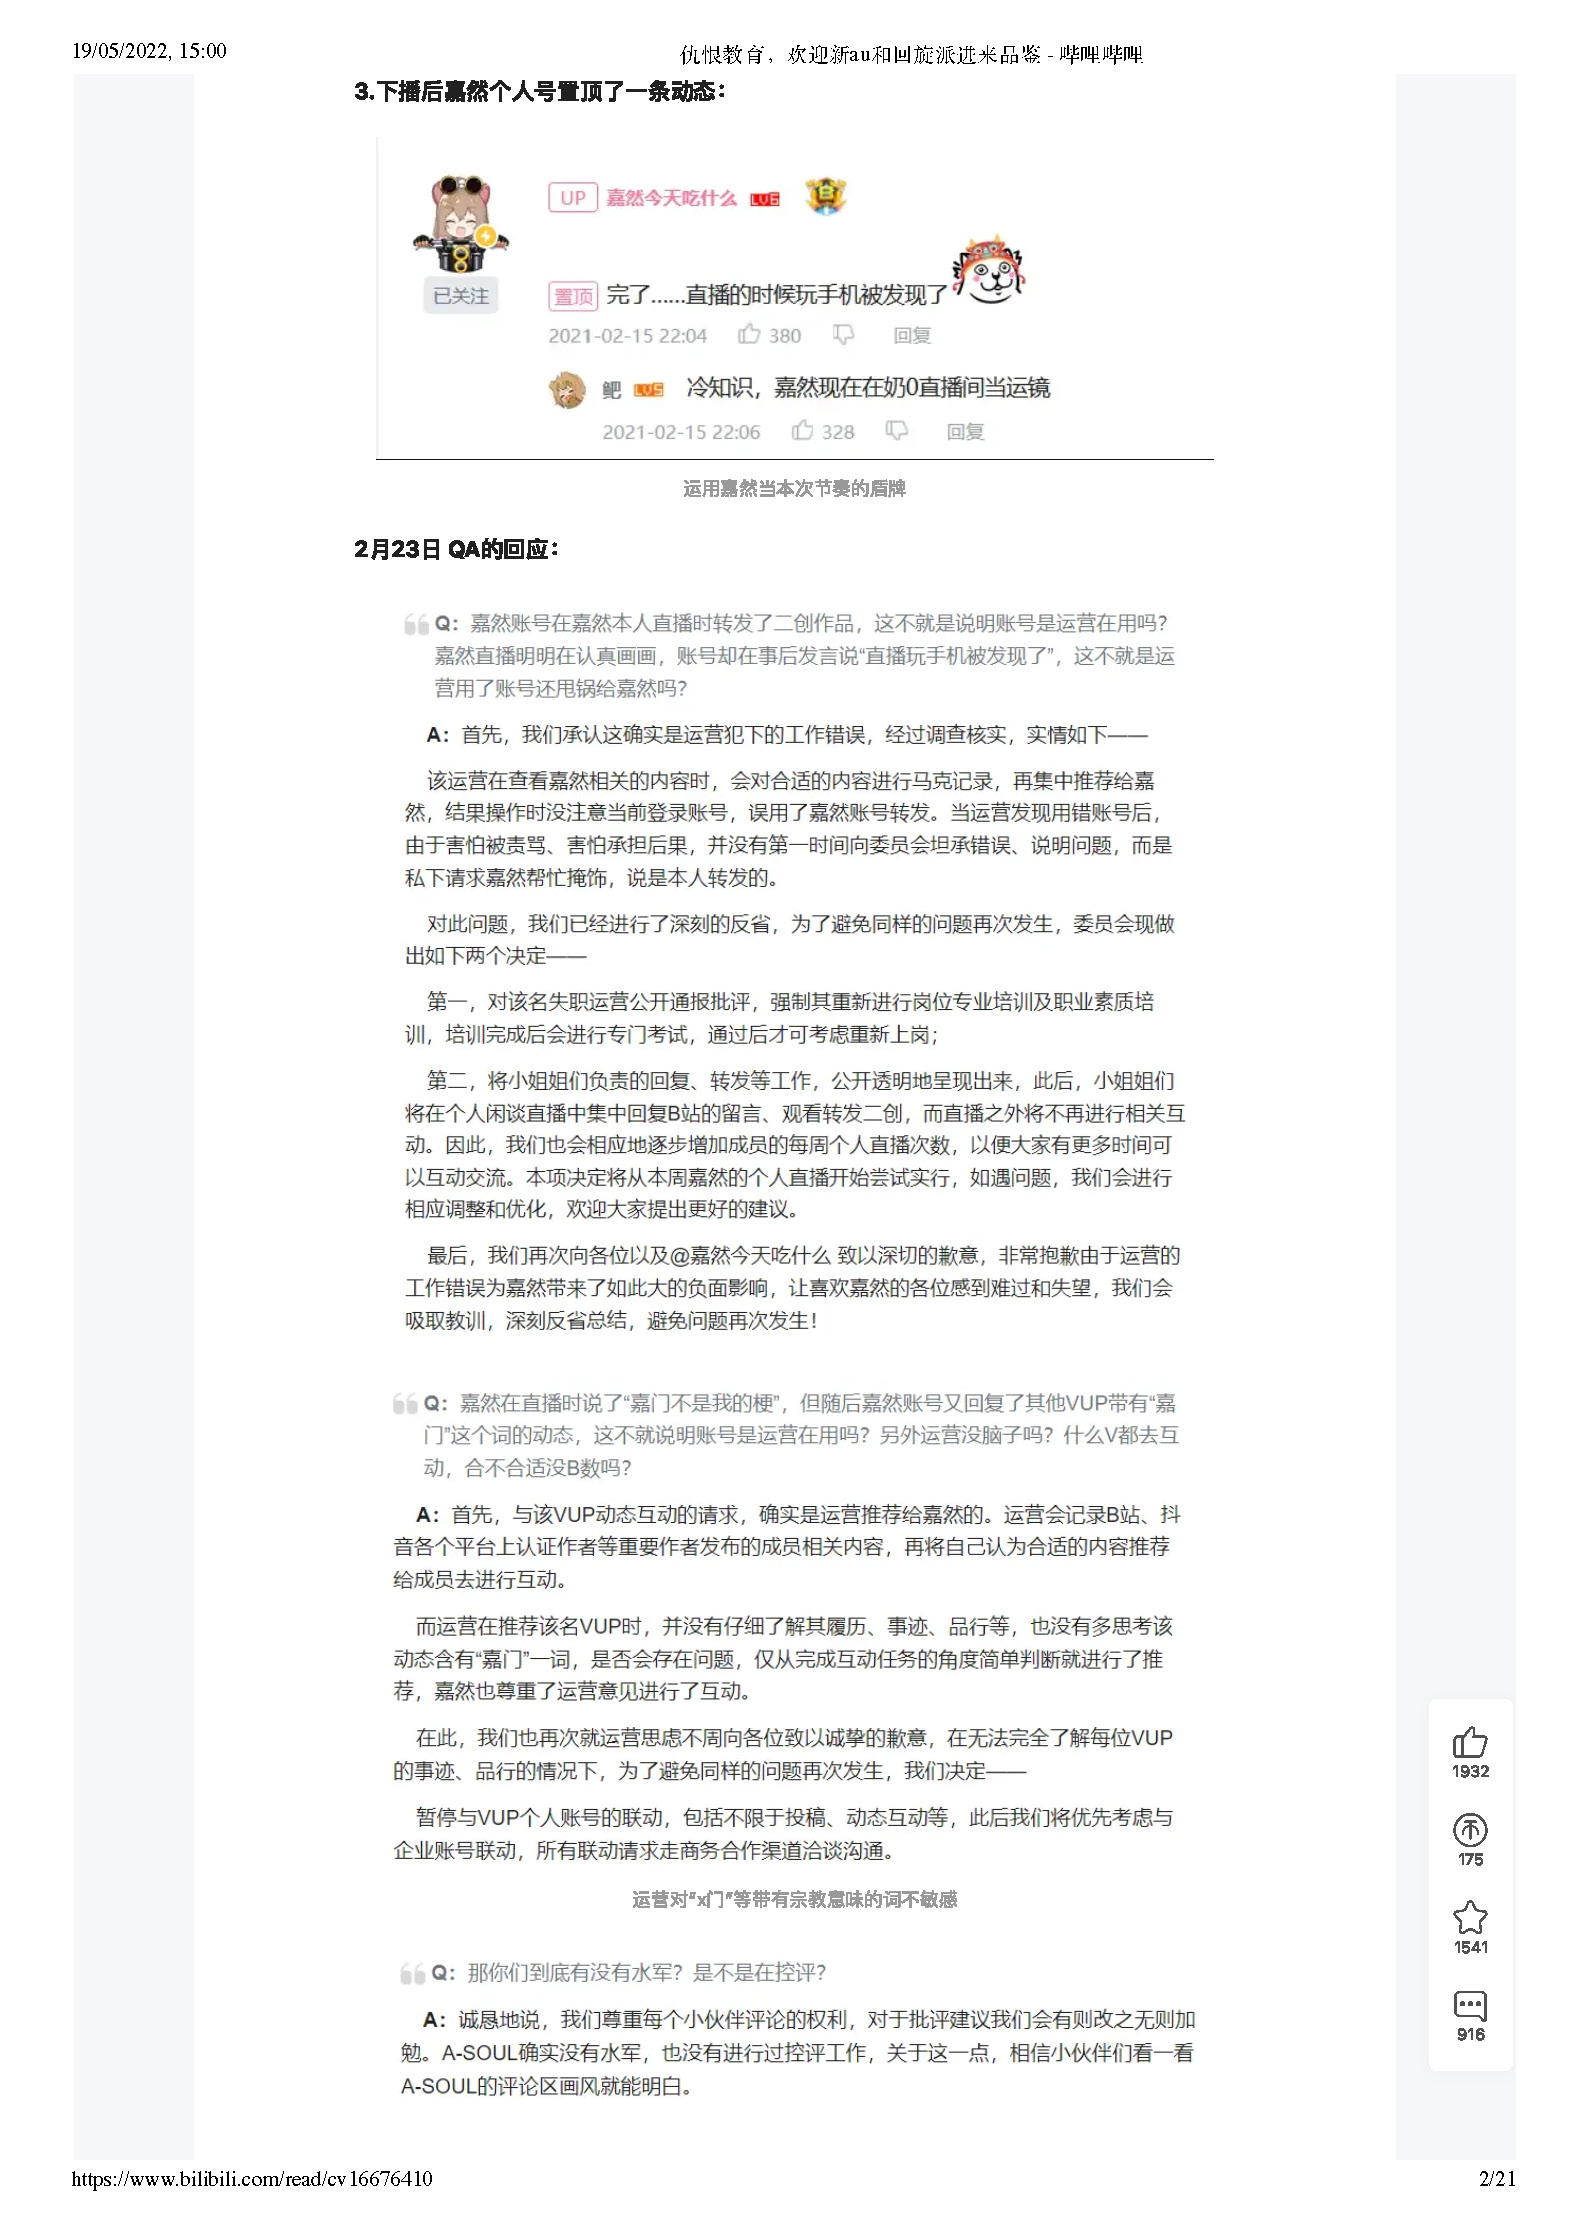 19/05/2022, 15:00
仇恨教育，欢迎新au和回旋派进来品鉴 - 哔哩哔哩
3.下播后嘉然个人号置顶了一条动态：
UP 嘉然今天吃什么 LV6
已关注
置顶 完了......直播的时候玩手机被发现了
2021-02-15 22:04 380 回复
鲃 LV5 冷知识，嘉然现在在奶0直播间当运镜
2021-02-15 22:06 328 回复
运用嘉然当本次节奏的盾牌
2月23日 QA的回应：
Q：嘉然账号在嘉然本人直播时转发了二创作品，这不就是说明账号是运营在用吗？
嘉然直播明明在认真画画，账号却在事后发言说“直播玩手机被发现了”，这不就是运
营用了账号还甩锅给嘉然吗？
A：首先，我们承认这确实是运营犯下的工作错误，经过调查核实，实情如下——
该运营在查看嘉然相关的内容时，会对合适的内容进行马克记录，再集中推荐给嘉
然，结果操作时没注意当前登录账号，误用了嘉然账号转发。当运营发现用错账号后，
由于害怕被责骂、害怕承担后果，并没有第一时间向委员会坦承错误、说明问题，而是
私下请求嘉然帮忙掩饰，说是本人转发的。
对此问题，我们已经进行了深刻的反省，为了避免同样的问题再次发生，委员会现做
出如下两个决定——
第一，对该名失职运营公开通报批评，强制其重新进行岗位专业培训及职业素质培
训，培训完成后会进行专门考试，通过后才可考虑重新上岗；
第二，将小姐姐们负责的回复、转发等工作，公开透明地呈现出来，此后，小姐姐们
将在个人闲谈直播中集中回复B站的留言、观看转发二创，而直播之外将不再进行相关互
动。因此，我们也会相应地逐步增加成员的每周个人直播次数，以便大家有更多时间可
以互动交流。本项决定将从本周嘉然的个人直播开始尝试实行，如遇问题，我们会进行
相应调整和优化，欢迎大家提出更好的建议。
最后，我们再次向各位以及@嘉然今天吃什么 致以深切的歉意，非常抱歉由于运营的
工作错误为嘉然带来了如此大的负面影响，让喜欢嘉然的各位感到难过和失望，我们会
吸取教训，深刻反省总结，避免问题再次发生！
Q：嘉然在直播时说了“嘉门不是我的梗”，但随后嘉然账号又回复了其他VUP带有“嘉
门”这个词的动态，这不就说明账号是运营在用吗？另外运营没脑子吗？什么V都去互
动，合不合适没B数吗？
A：首先，与该VUP动态互动的请求，确实是运营推荐给嘉然的。运营会记录B站、抖
音各个平台上认证作者等重要作者发布的成员相关内容，再将自己认为合适的内容推荐
给成员去进行互动。
而运营在推荐该名VUP时，并没有仔细了解其履历、事迹、品行等，也没有多思考该
动态含有“嘉门”一词，是否会存在问题，仅从完成互动任务的角度简单判断就进行了推
荐，嘉然也尊重了运营意见进行了互动。
在此，我们也再次就运营思虑不周向各位致以诚挚的歉意，在无法完全了解每位VUP
的事迹、品行的情况下，为了避免同样的问题再次发生，我们决定——
暂停与VUP个人账号的联动，包括不限于投稿、动态互动等，此后我们将优先考虑与
企业账号联动，所有联动请求走商务合作渠道洽谈沟通。
运营对“x门”等带有宗教意味的词不敏感
Q：那你们到底有没有水军？是不是在控评？
A：诚恳地说，我们尊重每个小伙伴评论的权利，对于批评建议我们会有则改之无则加
勉。A-SOUL确实没有水军，也没有进行过控评工作，关于这一点，相信小伙伴们看一看
A-SOUL的评论区画风就能明白。
1932
175
1541
916
https://www.bilibili.com/read/cv16676410
2/21